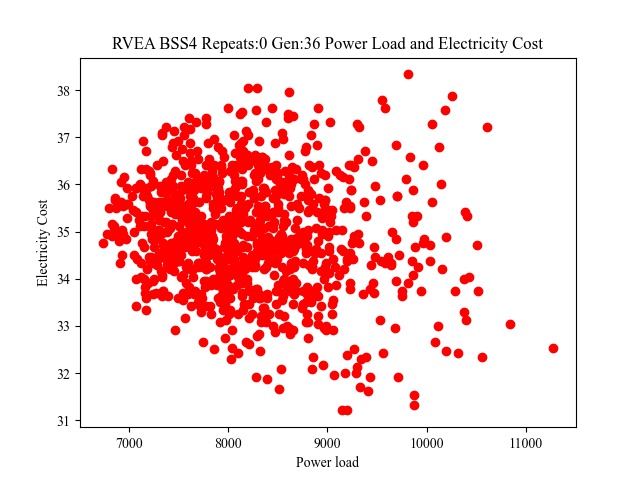 RVEA BSS4 Repeats:0 Gen:36 Power Load and Electricity Cost
38
37
36
35
34
33
32
31
Electricity Cost
7000 8000 9000 10000 11000
Power load